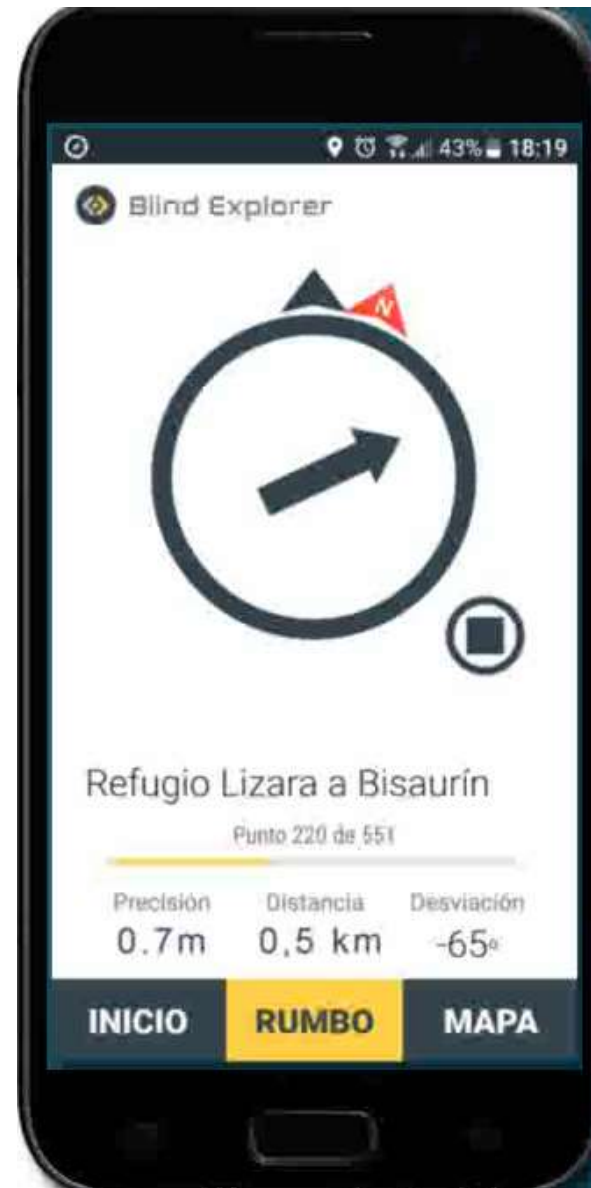 43% 18:19
Blind Explorer
N
Refugio Lizara a Bisaurín
Punto 220 de 551
Precisión Distancia Desviación
0.7m 0,5 km -65º
INICIO RUMBO MAPA